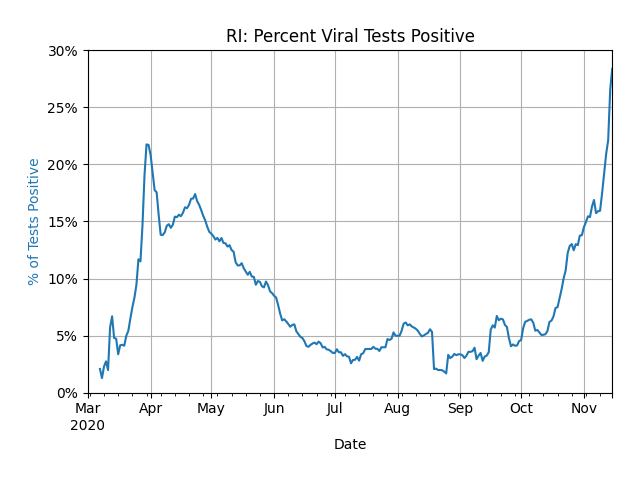 RI: Percent Viral Tests Positive
30%
25%
20%
15%
10%
5%
0%
% of Tests Positive
Mar Apr May Jun Jul Aug Sep Oct Nov
2020
Date